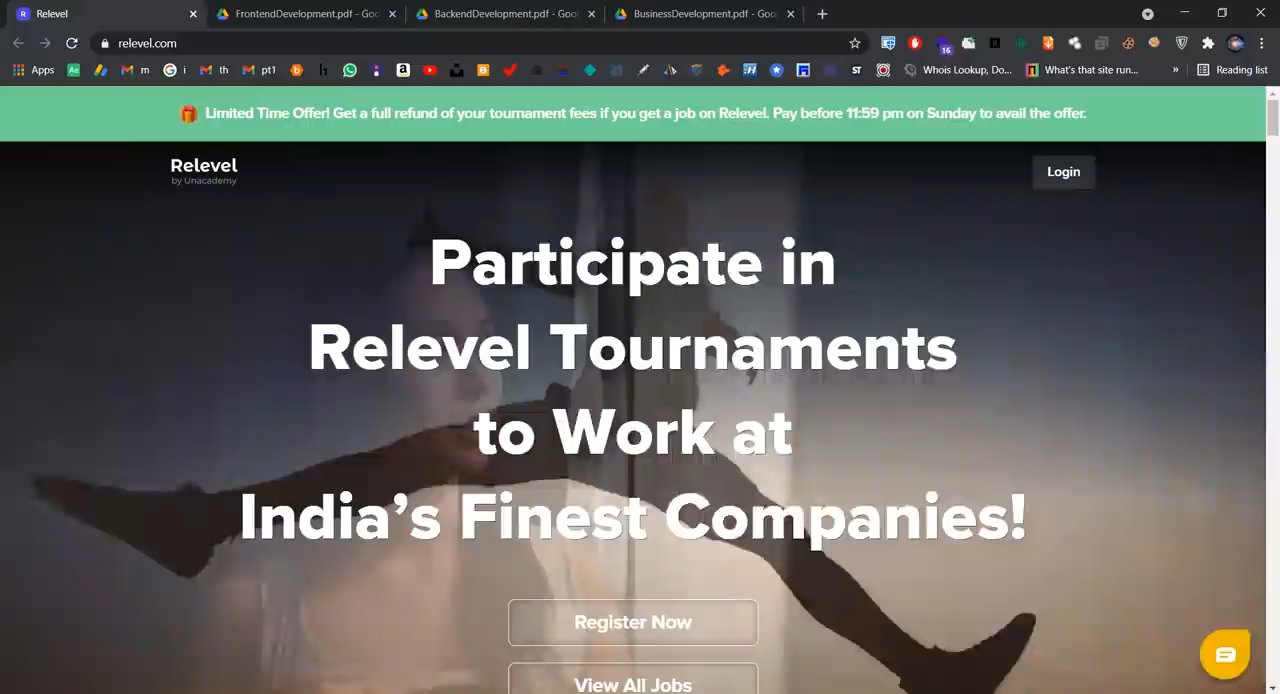 Relevel
FrontendDevelopment.pdf - Goo
BackendDevelopment.pdf - Goo
BusinessDevelopment.pdf - Goo
relevel.com
16
Apps
m
i
th
pt1
h
ST
Whois Lookup, Do...
What's that site run...
»
Reading list
Limited Time Offer! Get a full refund of your tournament fees if you get a job on Relevel. Pay before 11:59 pm on Sunday to avail the offer.
Relevel
by Unacademy
Login
Participate in
Relevel Tournaments
to Work at
India's Finest Companies!
Register Now
View All Jobs